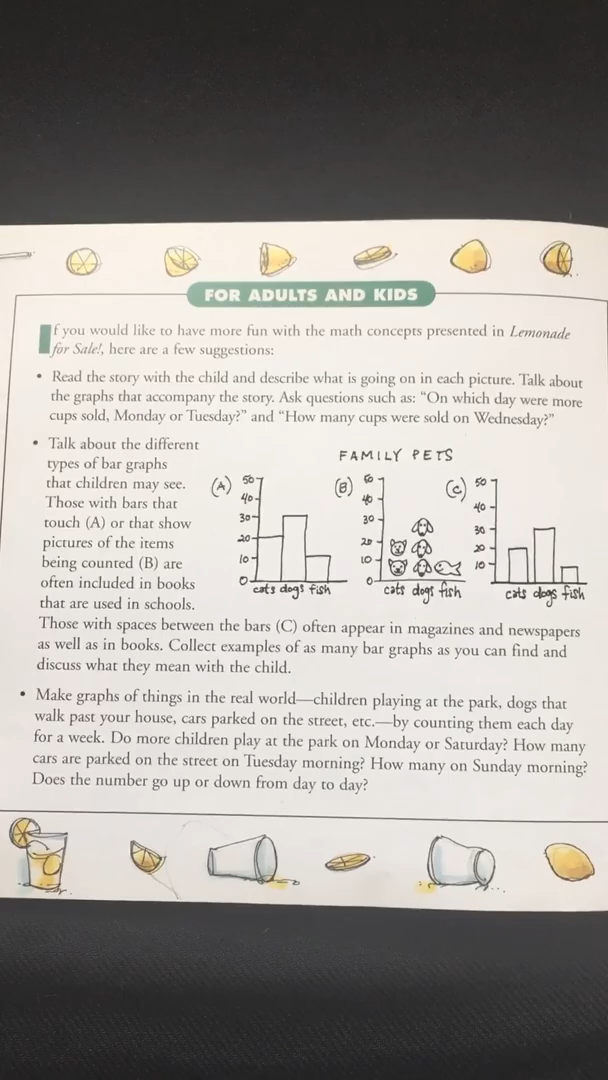 FOR ADULTS AND KIDS
If you would like to have more fun with the math concepts presented in Lemonade
for Sale!, here are a few suggestions:
• Read the story with the child and describe what is going on in each picture. Talk about
the graphs that accompany the story. Ask questions such as: “On which day were more
cups sold, Monday or Tuesday?” and “How many cups were sold on Wednesday?”
• Talk about the different
types of bar graphs
that children may see.
Those with bars that
touch (A) or that show
pictures of the items
being counted (B) are
often included in books
that are used in schools.
FAMILY PETS
(A)
50
40
30
20
10
0
cats dogs fish
(B)
50
40
30
20
10
0
cats dogs fish
(C)
50
40
30
20
10
cats dogs fish
Those with spaces between the bars (C) often appear in magazines and newspapers
as well as in books. Collect examples of as many bar graphs as you can find and
discuss what they mean with the child.
• Make graphs of things in the real world—children playing at the park, dogs that
walk past your house, cars parked on the street, etc.—by counting them each day
for a week. Do more children play at the park on Monday or Saturday? How many
cars are parked on the street on Tuesday morning? How many on Sunday morning?
Does the number go up or down from day to day?